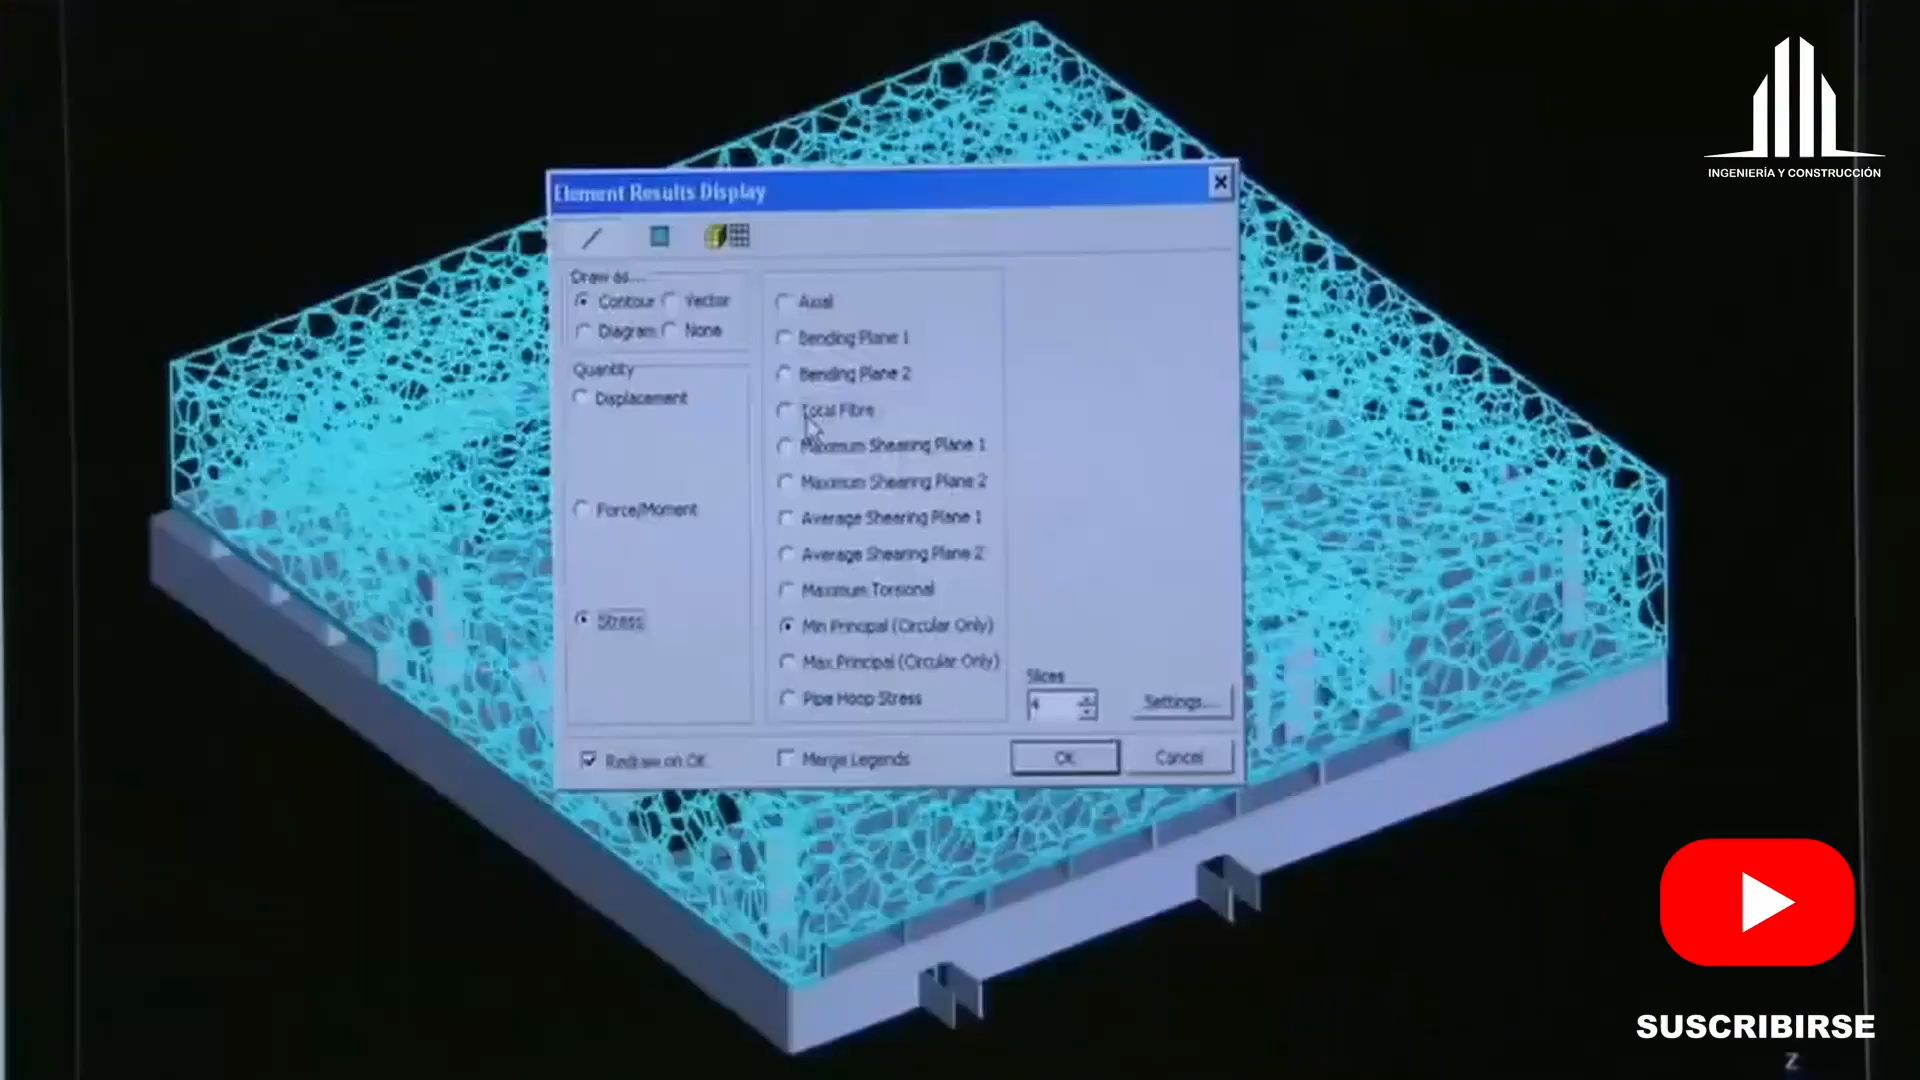 INGENIERÍA Y CONSTRUCCIÓN
Element Results Display
Draw as...
Contour
Vector
Diagram
None
Quantity
Displacement
Force/Moment
Stress
Axial
Bending Plane 1
Bending Plane 2
Total Fibre
Maximum Shearing Plane 1
Maximum Shearing Plane 2
Average Shearing Plane 1
Average Shearing Plane 2
Maximum Torsional
Min Principal (Circular Only)
Max Principal (Circular Only)
Pipe Hoop Stress
Slices
4
Settings...
Redraw on OK
Merge Legends
OK
Cancel
SUSCRIBIRSE
Z